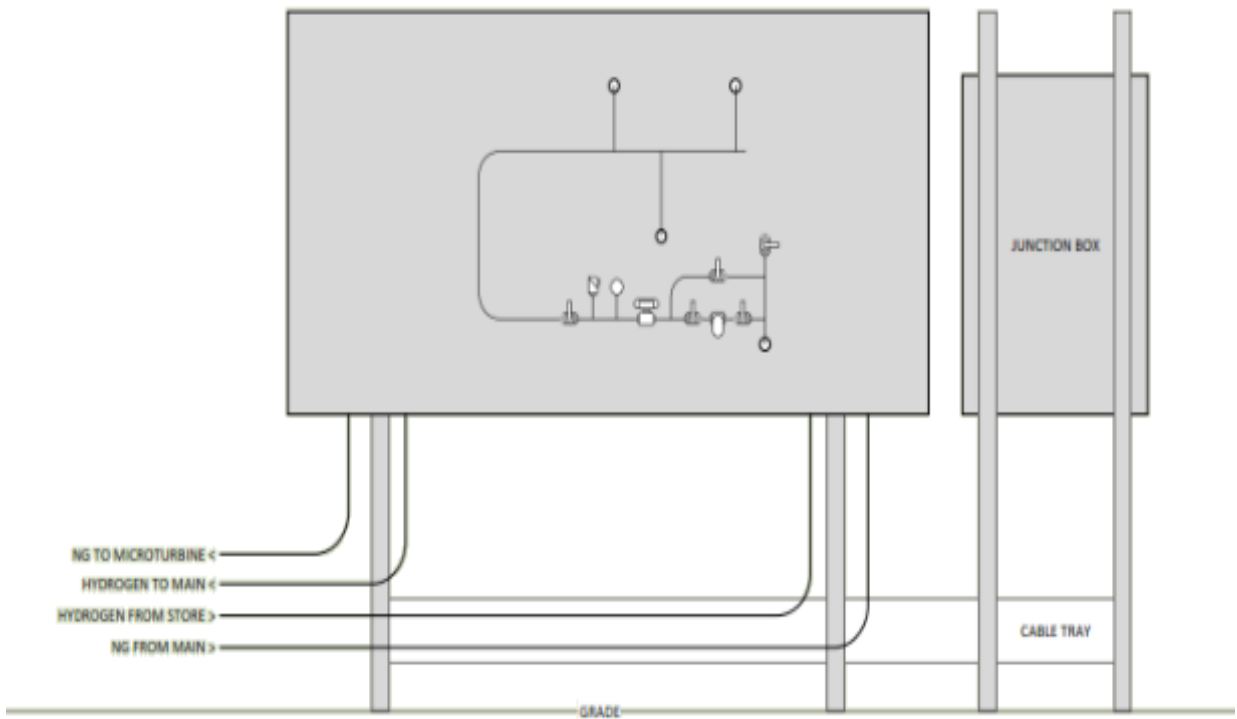 JUNCTION BOX
NG TO MICROTURBINE <
HYDROGEN TO MAIN <
HYDROGEN FROM STORE >
NG FROM MAIN >
CABLE TRAY
GRADE